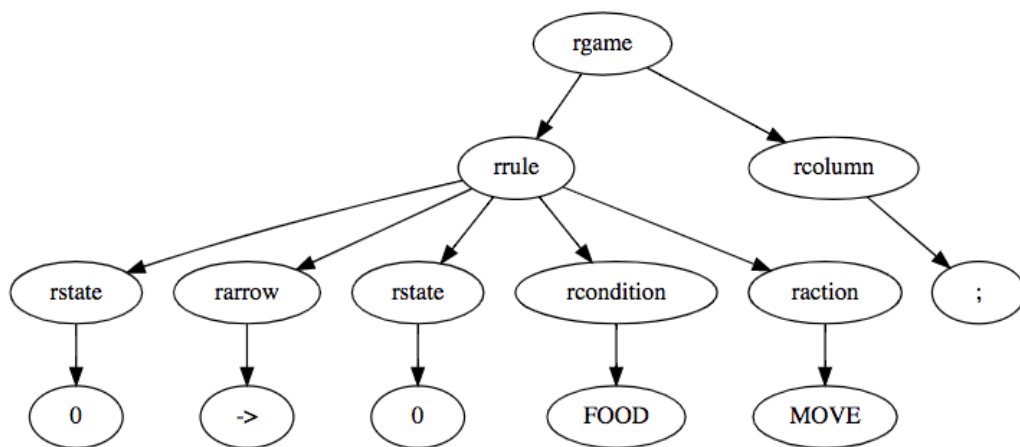 rgame
rrule rcolumn
rstate rarrow rstate rcondition raction ;
0 -> 0 FOOD MOVE